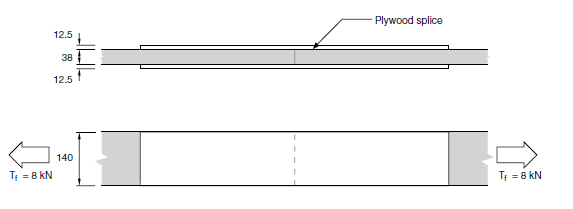 Plywood splice
12.5
38
12.5
140
Tf = 8 kN
Tf = 8 kN